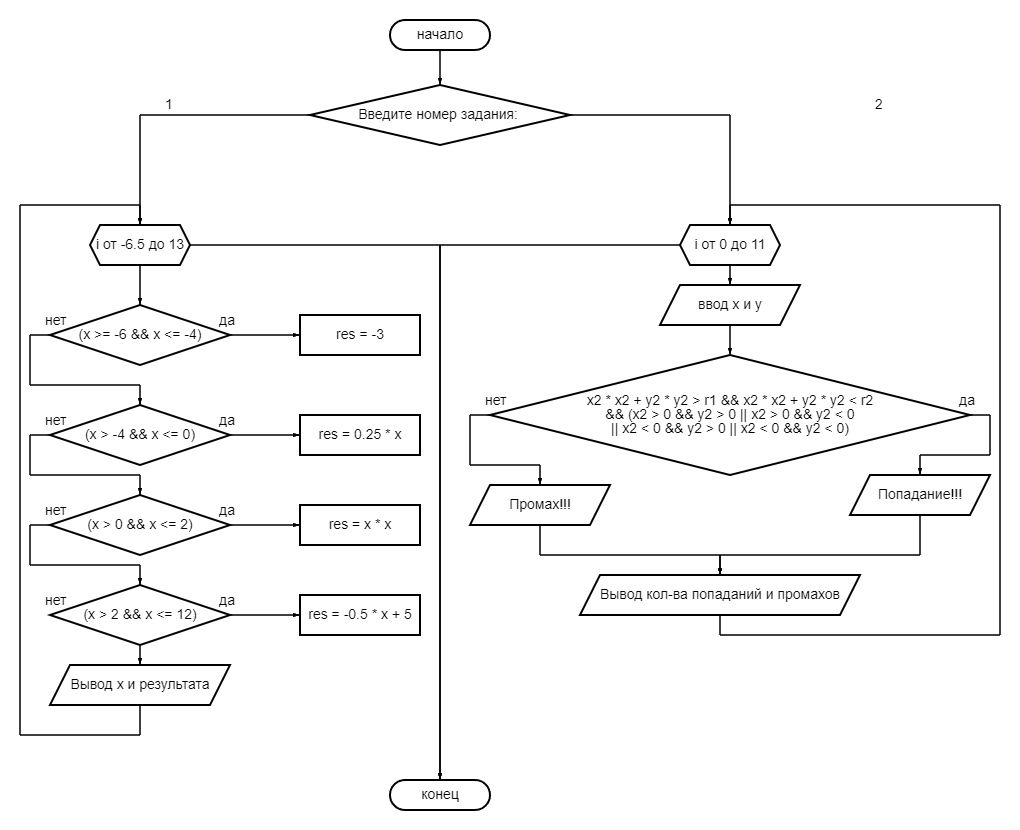 начало
1
Введите номер задания:
2
i от -6.5 до 13
i от 0 до 11
ввод x и y
нет
(x >= -6 && x <= -4)
да
res = -3
нет
(x > -4 && x <= 0)
да
res = 0.25 * x
нет
(x > 0 && x <= 2)
да
res = x * x
нет
(x > 2 && x <= 12)
да
res = -0.5 * x + 5
Вывод x и результата
нет
x2 * x2 + y2 * y2 > r1 && x2 * x2 + y2 * y2 < r2
&& (x2 > 0 && y2 > 0 || x2 > 0 && y2 < 0
|| x2 < 0 && y2 > 0 || x2 < 0 && y2 < 0)
да
Промах!!!
Попадание!!!
Вывод кол-ва попаданий и промахов
конец